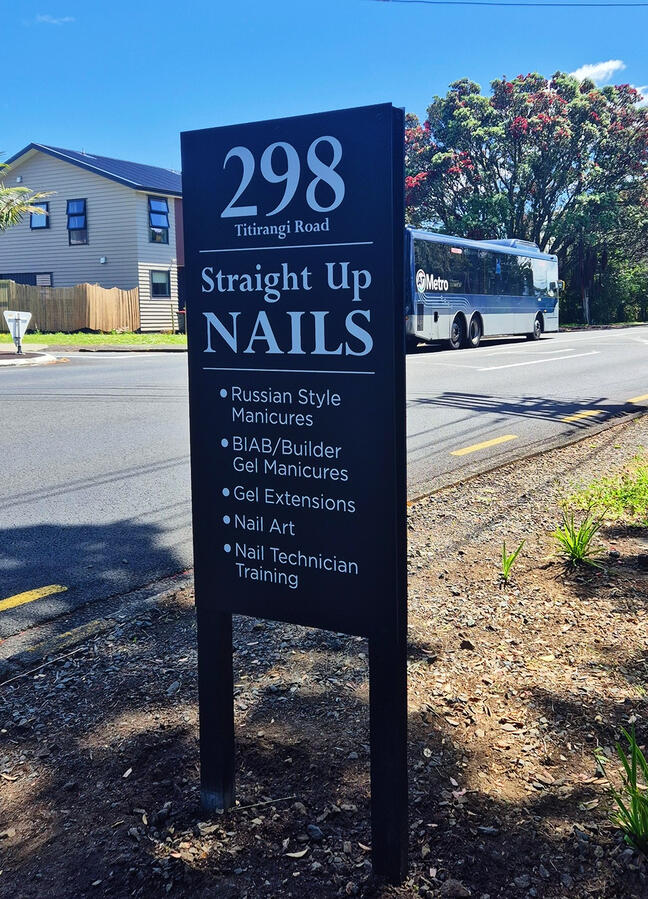 298
Titirangi Road
Straight Up
NAILS
• Russian Style
Manicures
• BIAB/Builder
Gel Manicures
• Gel Extensions
• Nail Art
• Nail Technician
Training
AT Metro